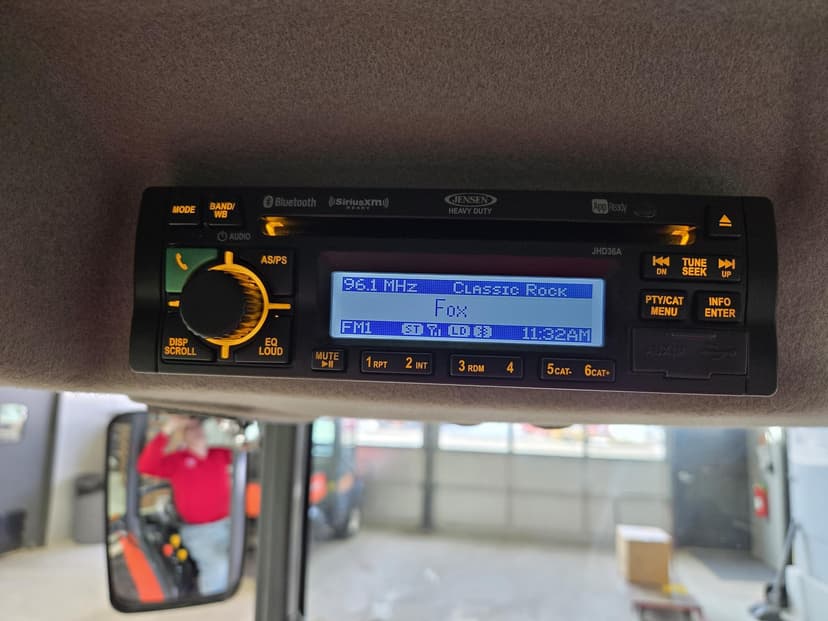 MODE
BAND/
WB
Bluetooth
SiriusXM
READY
JENSEN
HEAVY DUTY
App Ready
AUDIO
AS/PS
JHD36A
DN
TUNE
SEEK
UP
96.1 MHz Classic Rock
Fox
FM1 ST LD 11:32AM
PTY/CAT
MENU
INFO
ENTER
DISP
SCROLL
EQ
LOUD
MUTE
1 RPT 2 INT
3 RDM 4
5 CAT- 6 CAT+